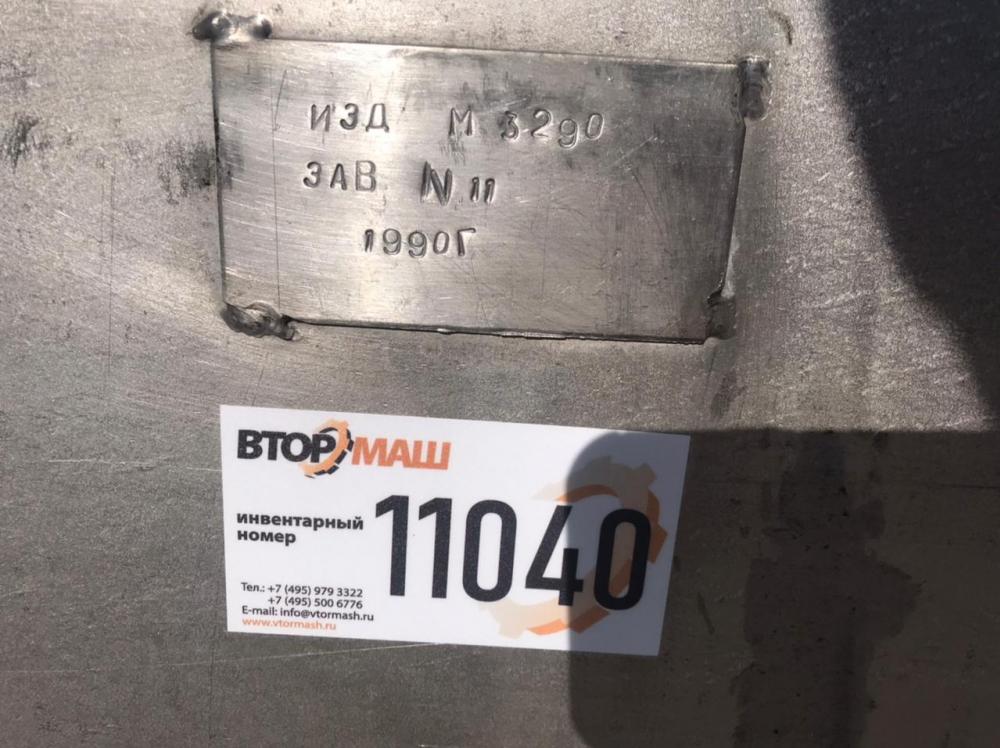 ИЗД М 3290
ЗАВ N 11
1990Г
ВТОРМАШ
инвентарный
номер
11040
Тел.: +7 (495) 979 3322
+7 (495) 500 6776
E-mail: info@vtormash.ru
www.vtormash.ru